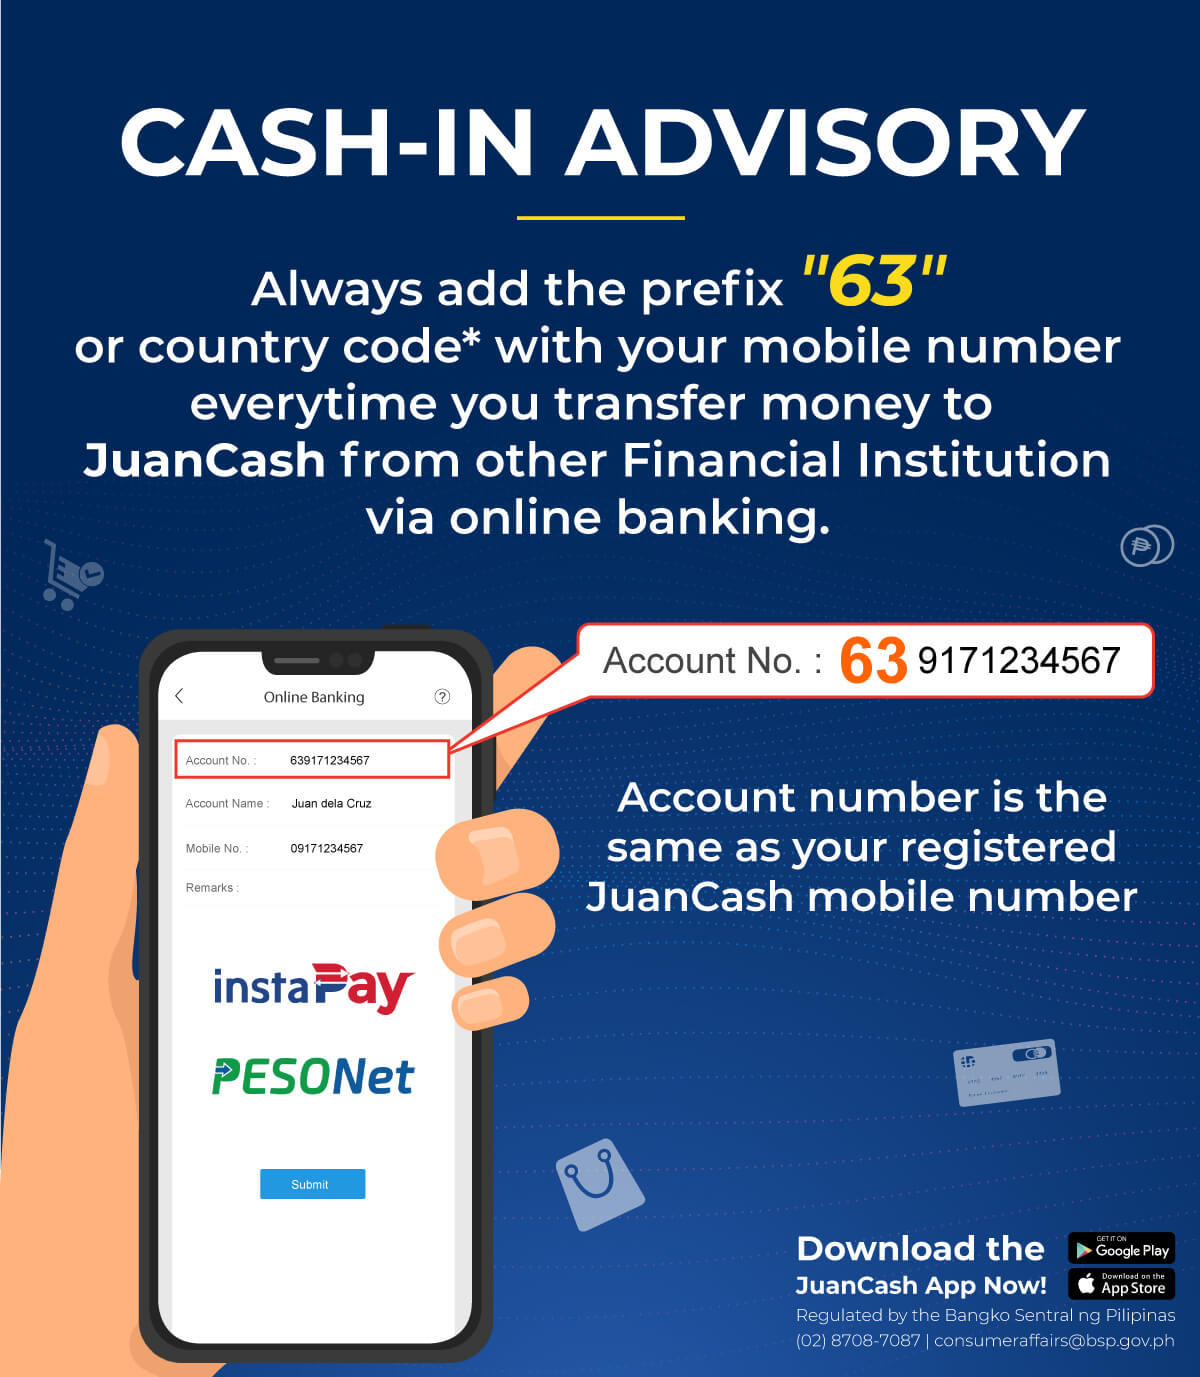 CASH-IN ADVISORY
Always add the prefix "63"
or country code* with your mobile number
everytime you transfer money to
JuanCash from other Financial Institution
via online banking.
Account No. : 63 9171234567
Online Banking ?
Account No. : 639171234567
Account Name : Juan dela Cruz
Mobile No. : 09171234567
Remarks :
instaPay
PESONet
Submit
Account number is the
same as your registered
JuanCash mobile number
Download the
JuanCash App Now!
GET IT ON
Google Play
Download on the
App Store
Regulated by the Bangko Sentral ng Pilipinas
(02) 8708-7087 | consumeraffairs@bsp.gov.ph